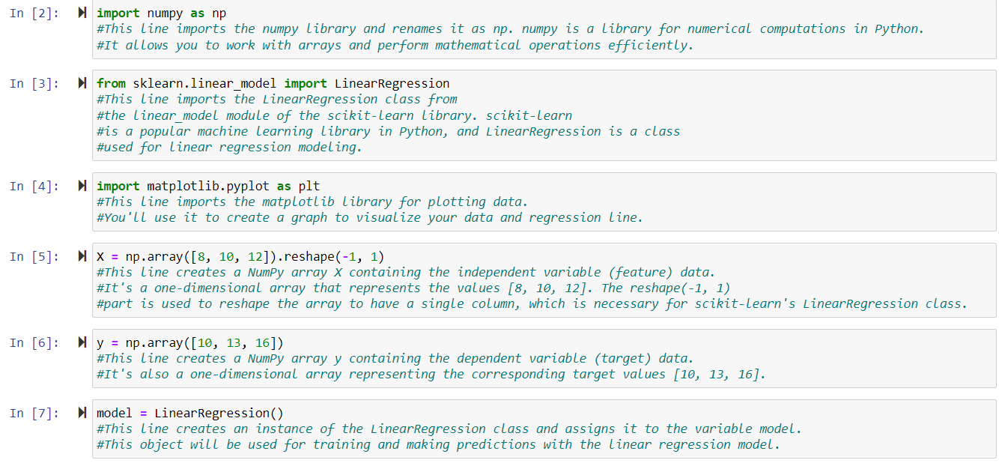 In [2]: import numpy as np
#This line imports the numpy library and renames it as np. numpy is a library for numerical computations in Python.
#It allows you to work with arrays and perform mathematical operations efficiently.
In [3]: from sklearn.linear_model import LinearRegression
#This line imports the LinearRegression class from
#the linear_model module of the scikit-learn library. scikit-learn
#is a popular machine learning library in Python, and LinearRegression is a class
#used for linear regression modeling.
In [4]: import matplotlib.pyplot as plt
#This line imports the matplotlib library for plotting data.
#You'll use it to create a graph to visualize your data and regression line.
In [5]: X = np.array([8, 10, 12]).reshape(-1, 1)
#This line creates a NumPy array X containing the independent variable (feature) data.
#It's a one-dimensional array that represents the values [8, 10, 12]. The reshape(-1, 1)
#part is used to reshape the array to have a single column, which is necessary for scikit-learn's LinearRegression class.
In [6]: y = np.array([10, 13, 16])
#This line creates a NumPy array y containing the dependent variable (target) data.
#It's also a one-dimensional array representing the corresponding target values [10, 13, 16].
In [7]: model = LinearRegression()
#This line creates an instance of the LinearRegression class and assigns it to the variable model.
#This object will be used for training and making predictions with the linear regression model.